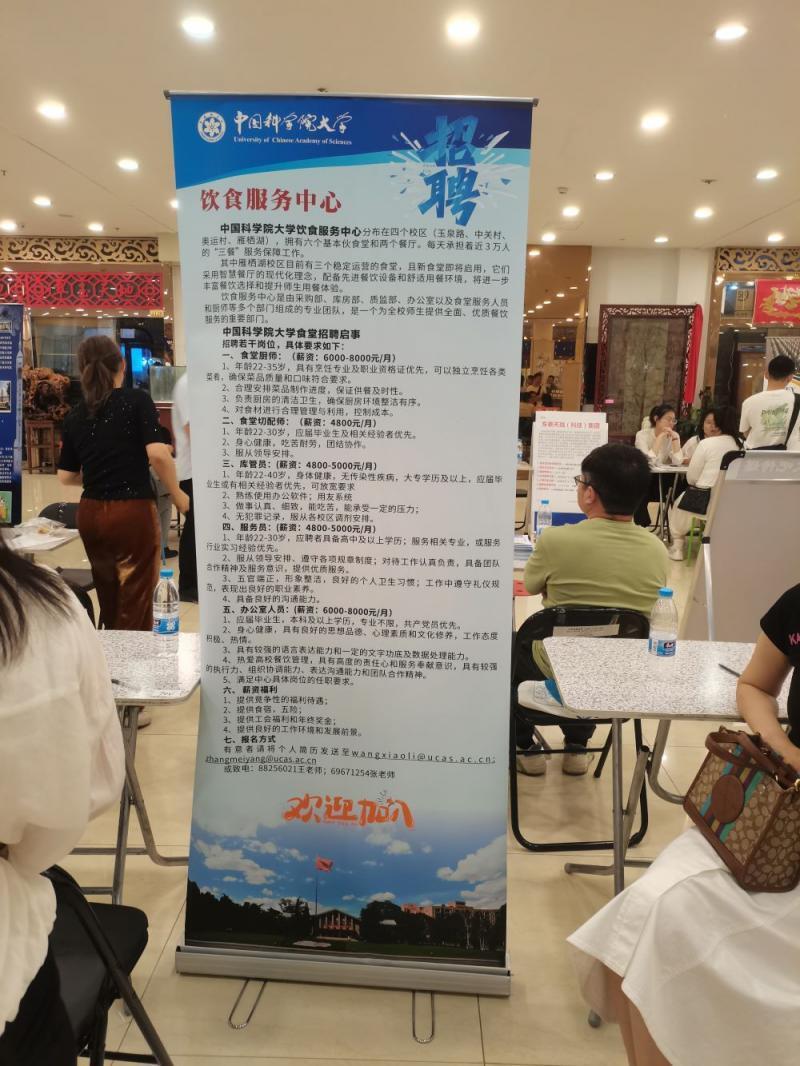 中国科学院大学
University of Chinese Academy of Sciences
招聘
饮食服务中心
中国科学院大学饮食服务中心分布在四个校区（玉泉路、中关村、
奥运村、雁栖湖），拥有六个基本伙食堂和两个餐厅。每天承担着近3万人
的“三餐”服务保障工作。
其中雁栖湖校区目前有三个稳定运营的食堂，且新食堂即将启用，它们
采用智慧餐厅的现代化理念，配备先进餐饮设备和舒适用餐环境，将进一步
丰富餐饮选择和提升师生用餐体验。
饮食服务中心是由采购部、库房部、质监部、办公室以及食堂服务人员
和厨师等多个部门组成的专业团队，是一个为全校师生提供全面、优质餐饮
服务的重要部门。
中国科学院大学食堂招聘启事
招聘若干岗位，具体要求如下：
一、食堂厨师：（薪资：6000-8000元/月）
1、年龄22-35岁，具有烹饪专业及职业资格证优先，可以独立烹饪各类
菜肴，确保菜品质量和口味符合要求。
2、合理安排菜品制作进度，保证供餐及时性。
3、负责厨房的清洁卫生，确保厨房环境整洁有序。
4、对食材进行合理管理与利用，控制成本。
二、食堂切配师：（薪资：4800元/月）
1、年龄22-30岁，应届毕业生及相关经验者优先。
2、身心健康，吃苦耐劳，团结协作。
3、服从领导安排。
三、库管员：(薪资：4800-5000元/月）
1、年龄22-40岁，身体健康，无传染性疾病，大专学历及以上，应届
毕业生或有相关经验者优先，可放宽要求
2、熟练使用办公软件；用友系统
3、做事认真、细致，能吃苦，能承受一定的压力；
4、无犯罪记录，服从各校区调剂安排。
四、服务员：(薪资：4800-5000元/月）
1、年龄22-30岁，应聘者具备高中及以上学历；服务相关专业，或服务
行业实习经验优先。
2、服从领导安排、遵守各项规章制度；对待工作认真负责，具备团队
合作精神及服务意识，提供优质服务。
3、五官端正，形象整洁，良好的个人卫生习惯；工作中遵守礼仪规
范，表现出良好的职业素养。
4、具备良好的沟通能力。
五、办公室人员：(薪资：6000-8000元/月）
1、应届毕业生，本科及以上学历，专业不限，共产党员优先。
2、身心健康，具有良好的思想品德、心理素质和文化修养，工作态度
积极、热情。
3、具有较强的语言表达能力和一定的文字功底及数据处理能力。
4、热爱高校餐饮管理，具有高度的责任心和服务奉献意识，具有较强
的执行力、组织协调能力、表达沟通能力和团队合作精神。
5、满足中心具体岗位的任职要求。
六、薪资福利
1、提供竞争性的福利待遇；
2、提供食宿，五险；
3、提供工会福利和年终奖金；
4、提供良好的工作环境和发展前景。
七、报名方式
有意者请将个人简历发送至wangxiaoli@ucas.ac.cn；
zhangmeiyang@ucas.ac.cn
或致电：88256021王老师；69671254张老师
欢迎加入